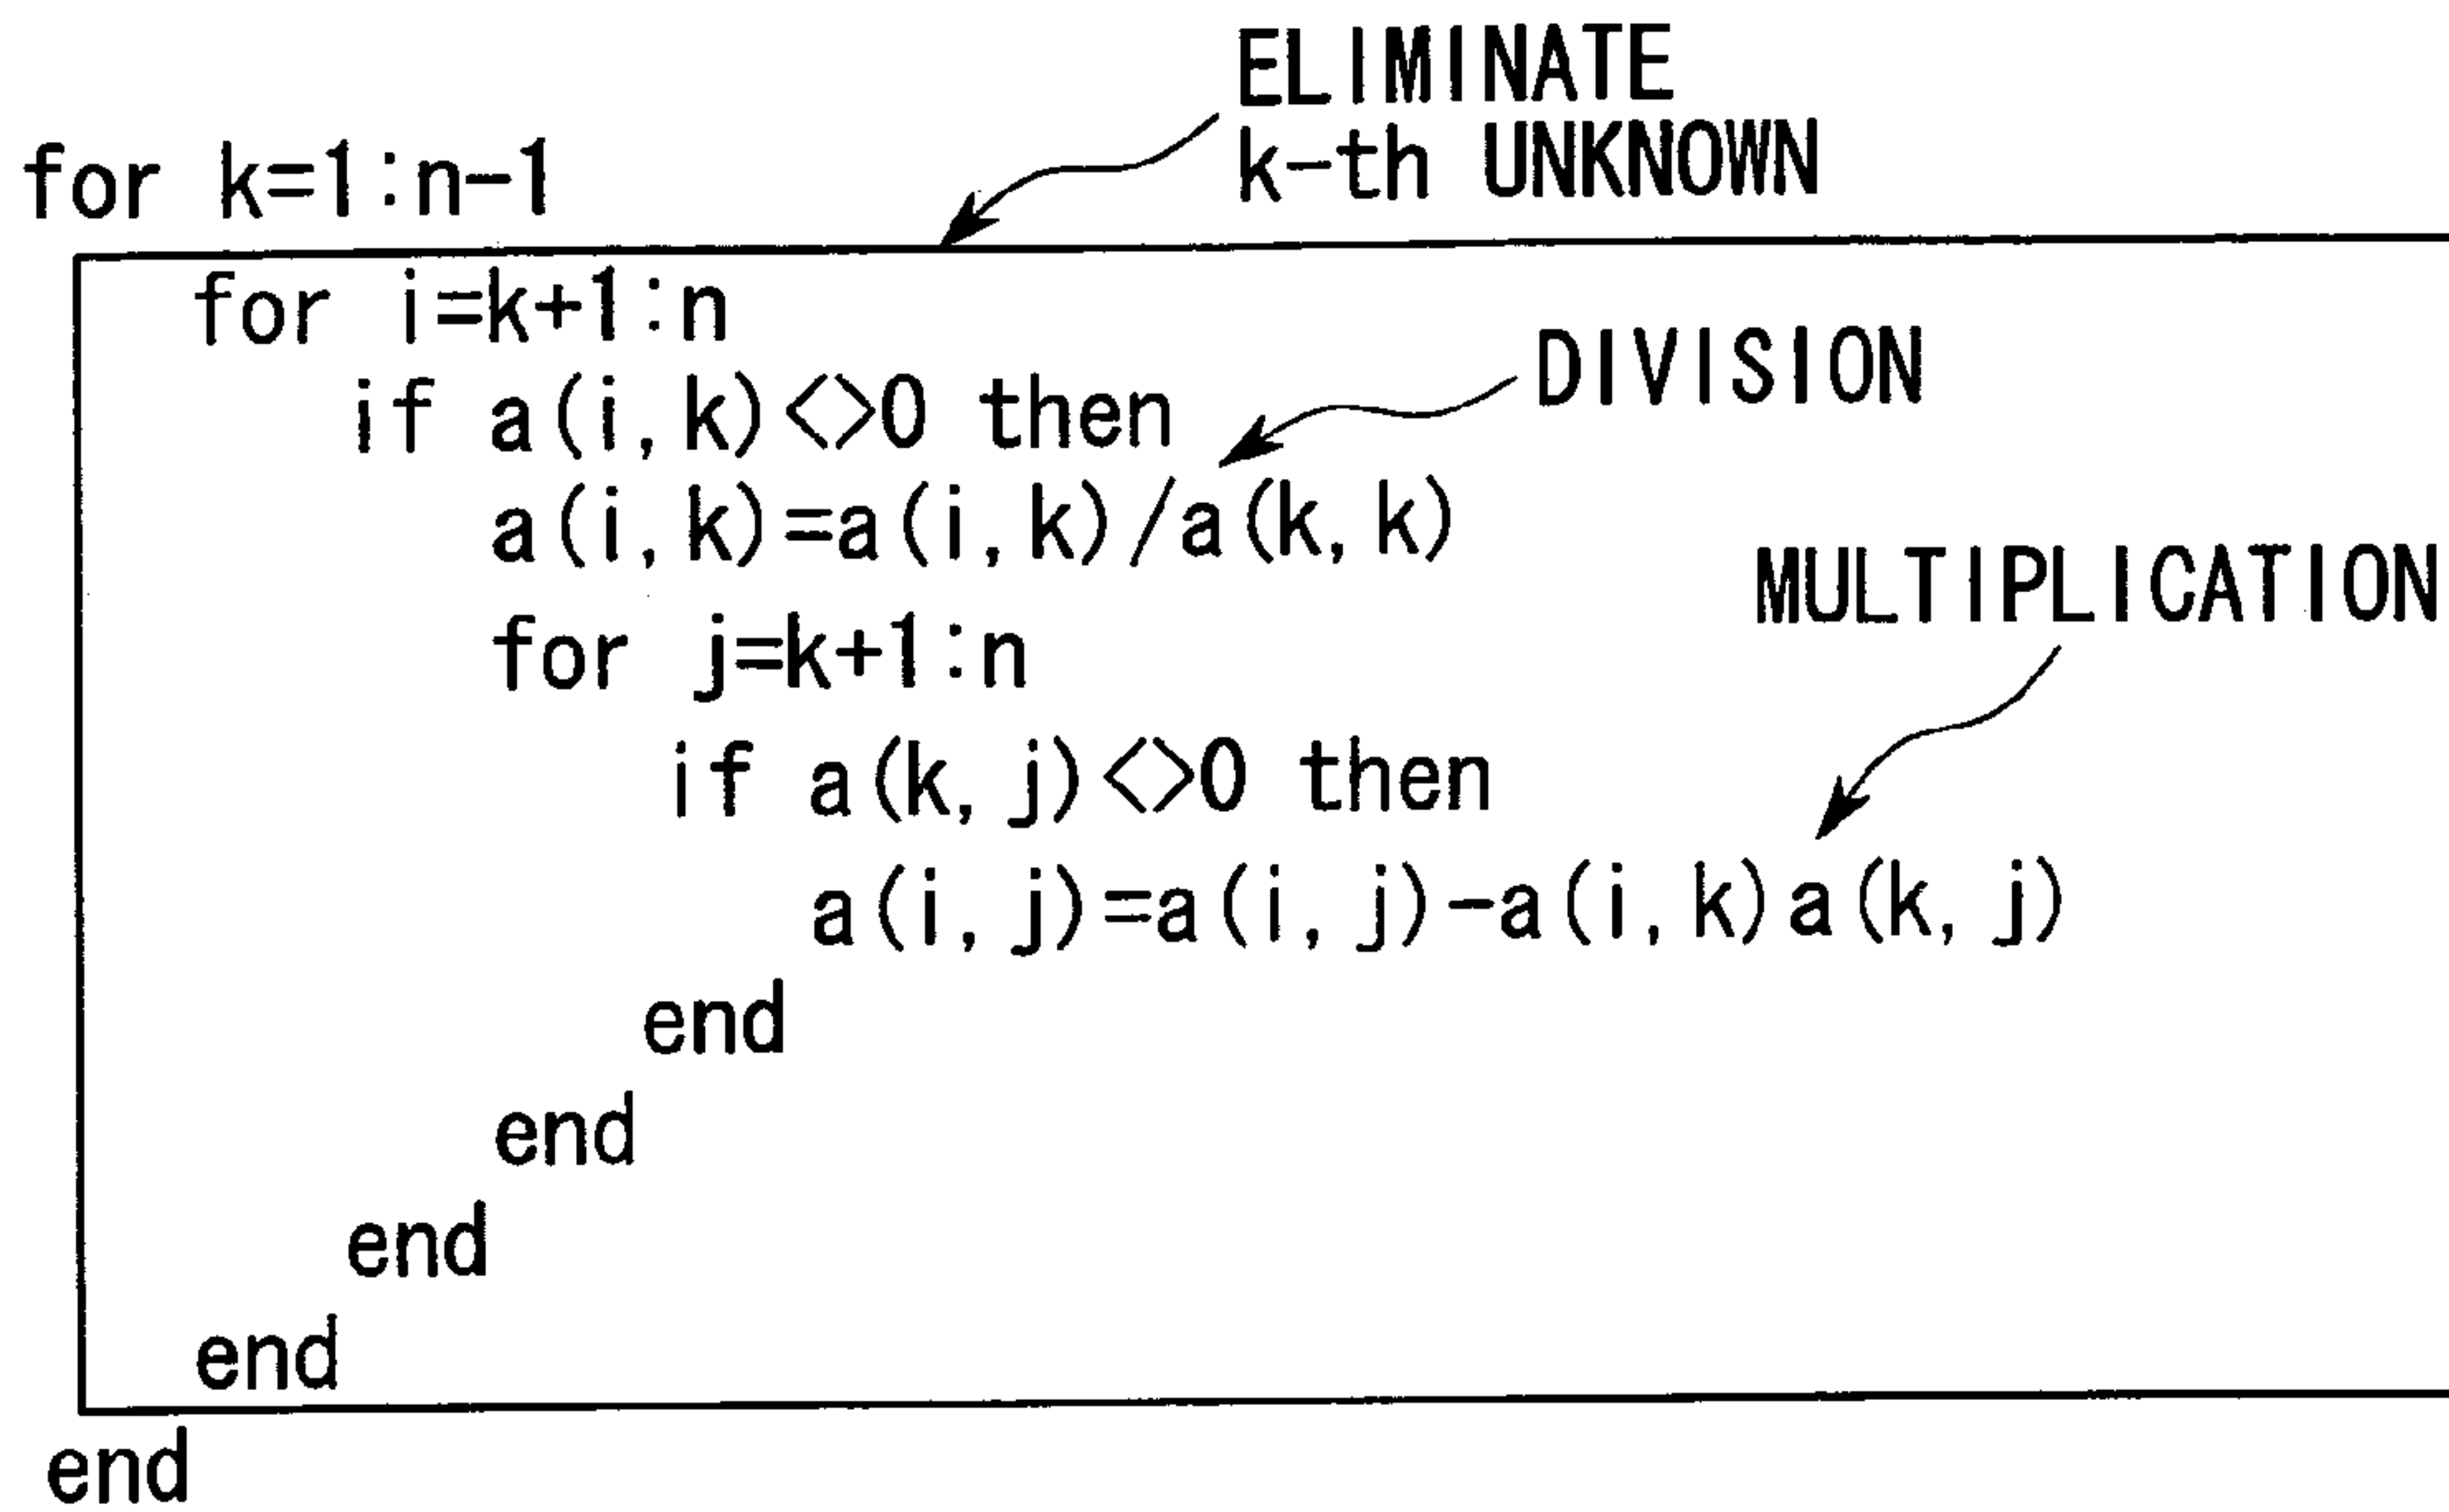 ELIMINATE
k-th UNKNOWN
for k=1:n-1
for i=k+1:n
if a(i,k)<>0 then
DIVISION
a(i,k)=a(i,k)/a(k,k)
MULTIPLICATION
for j=k+1:n
if a(k,j)<>0 then
a(i,j)=a(i,j)-a(i,k)a(k,j)
end
end
end
end
end